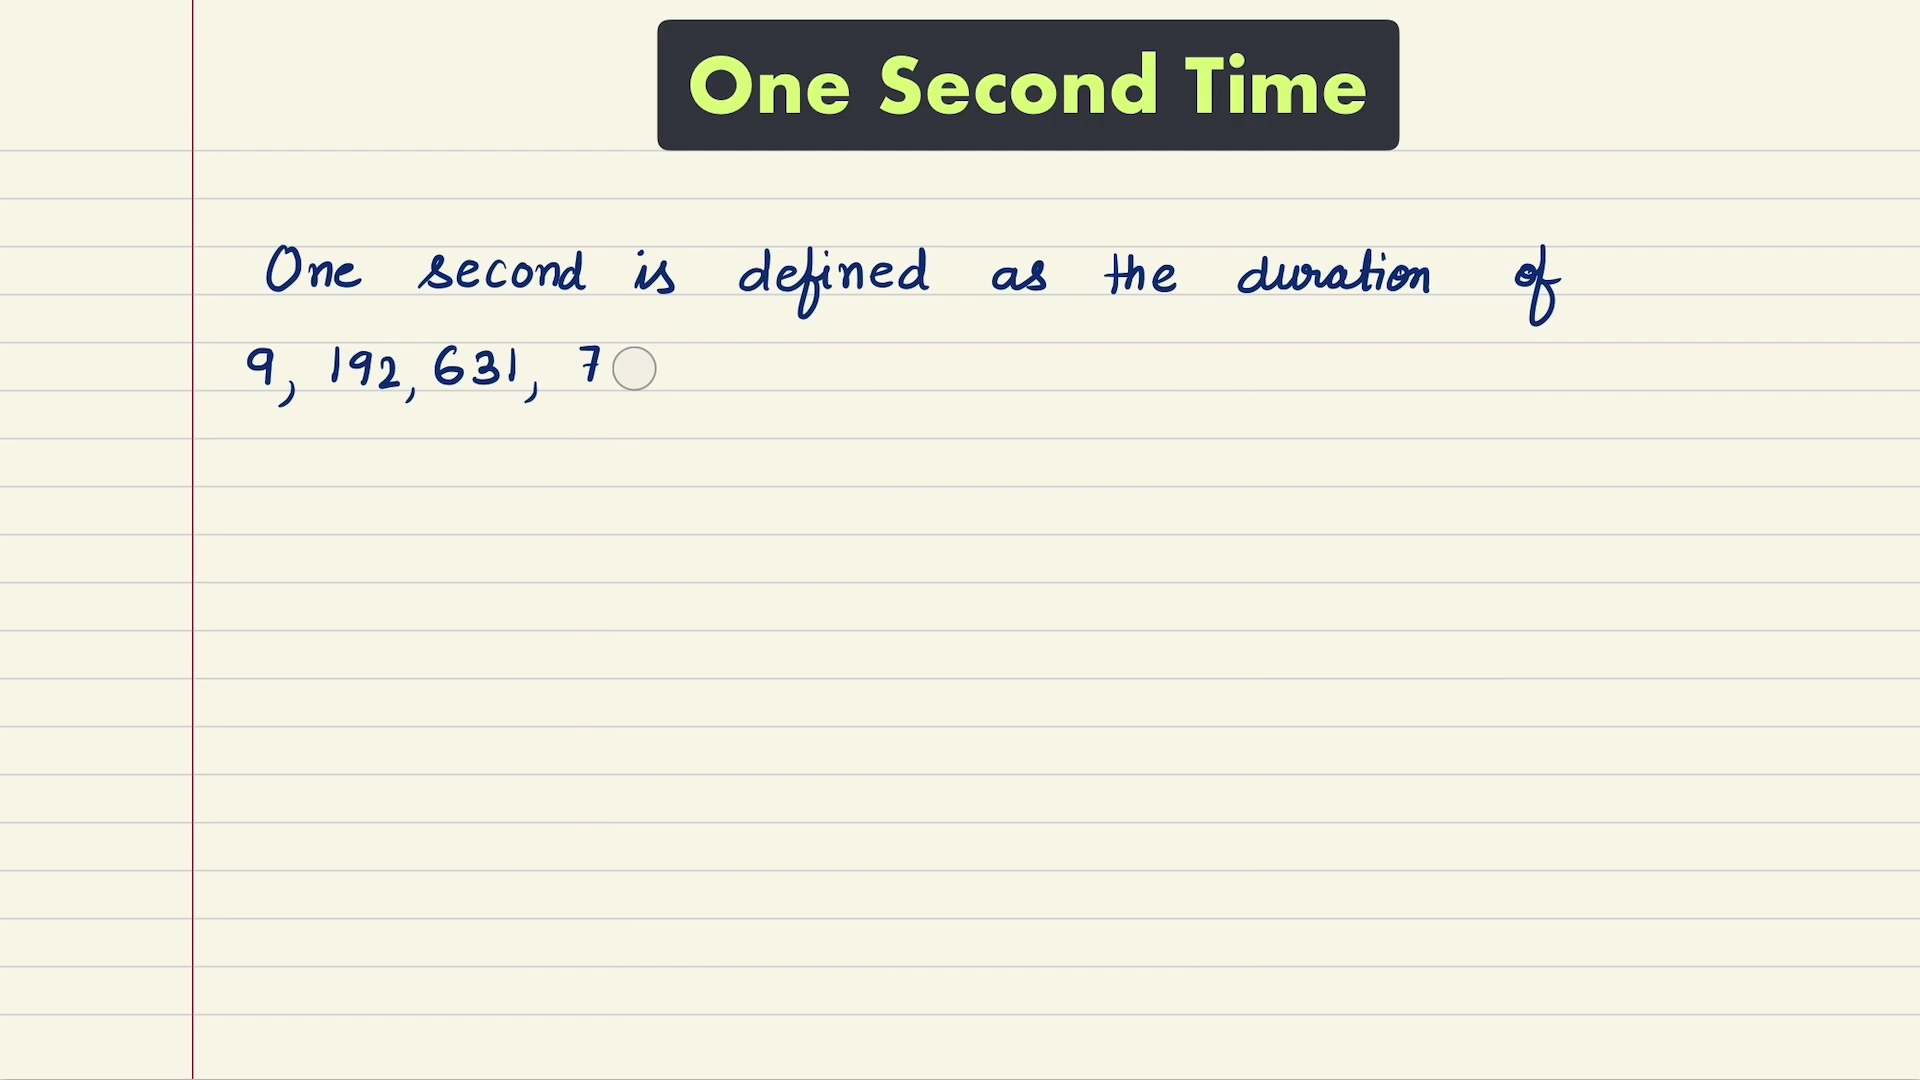 One Second Time
One second is defined as the duration of
9, 192, 631, 7